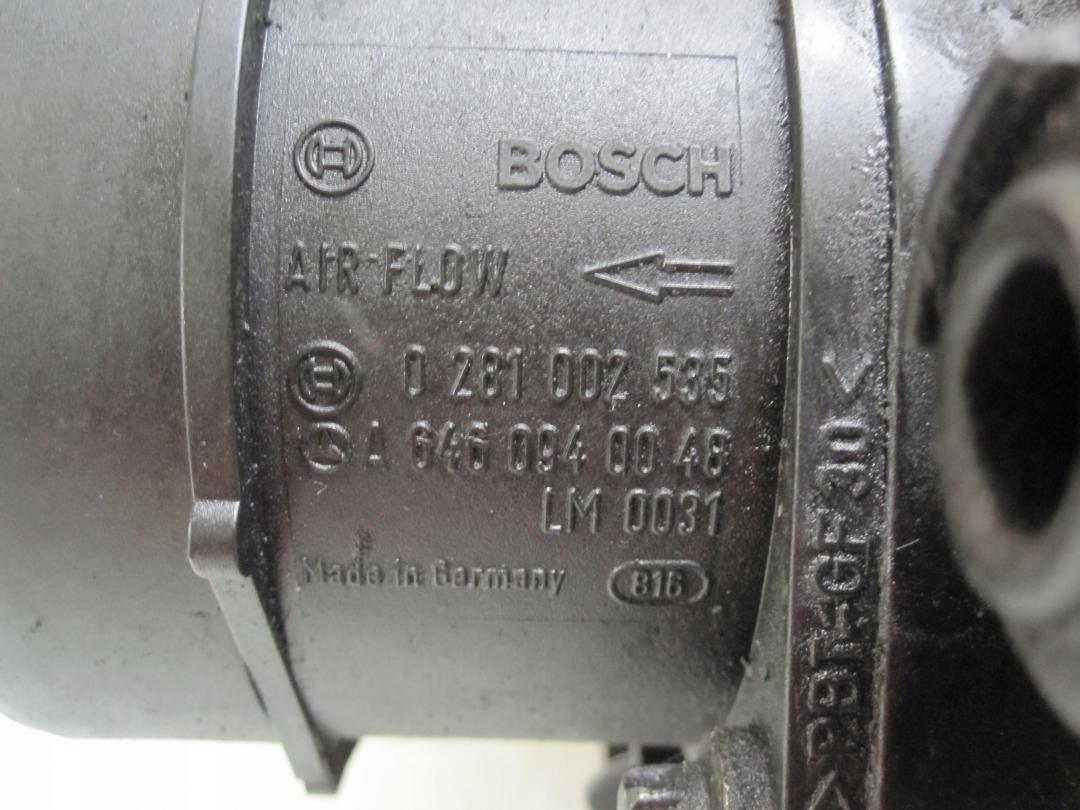 BOSCH
AIR FLOW
0 281 002 535
A 646 094 00 48
LM 0031
Made in Germany 816
>PBT-GF30<